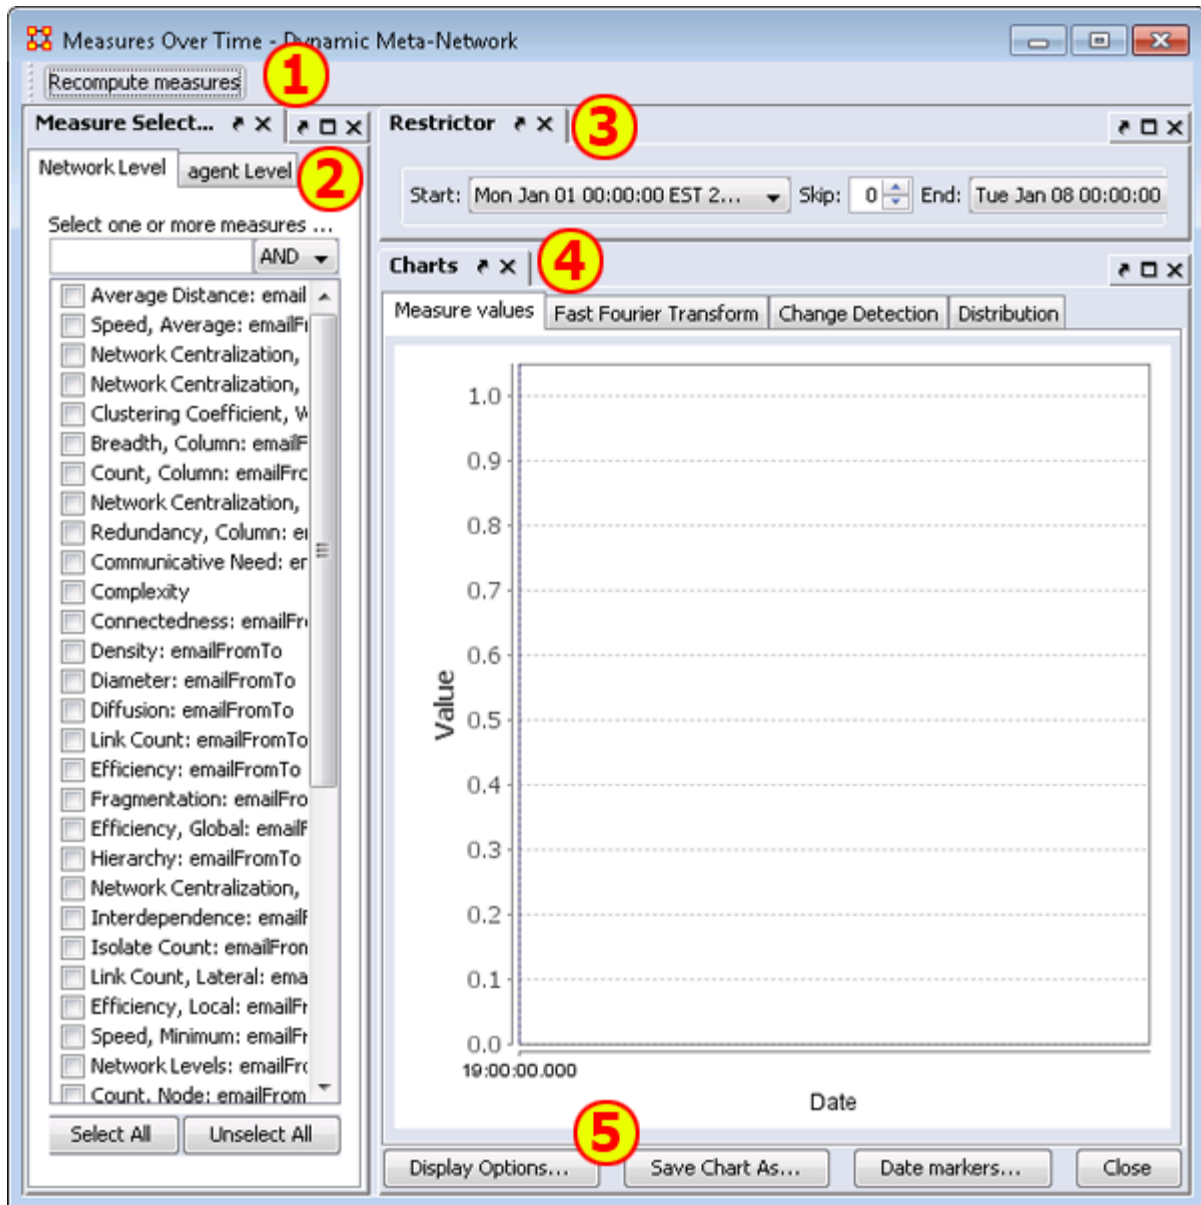 Measures Over Time - Dynamic Meta-Network
Recompute measures
1
Measure Select...
2
Network Level
agent Level
Select one or more measures ...
AND
Average Distance: email
Speed, Average: emailFr
Network Centralization,
Network Centralization,
Clustering Coefficient, W
Breadth, Column: emailF
Count, Column: emailFrc
Network Centralization,
Redundancy, Column: er
Communicative Need: er
Complexity
Connectedness: emailFr
Density: emailFromTo
Diameter: emailFromTo
Diffusion: emailFromTo
Link Count: emailFromTo
Efficiency: emailFromTo
Fragmentation: emailFro
Efficiency, Global: emailF
Hierarchy: emailFromTo
Network Centralization,
Interdependence: emailF
Isolate Count: emailFron
Link Count, Lateral: ema
Efficiency, Local: emailFr
Speed, Minimum: emailFr
Network Levels: emailFro
Count, Node: emailFrom
Select All
Unselect All
Restrictor
3
Start: Mon Jan 01 00:00:00 EST 2... Skip: 0 End: Tue Jan 08 00:00:00
Charts
4
Measure values
Fast Fourier Transform
Change Detection
Distribution
1.0
0.9
0.8
0.7
0.6
0.5
0.4
0.3
0.2
0.1
0.0
Value
19:00:00.000
Date
5
Display Options...
Save Chart As...
Date markers...
Close